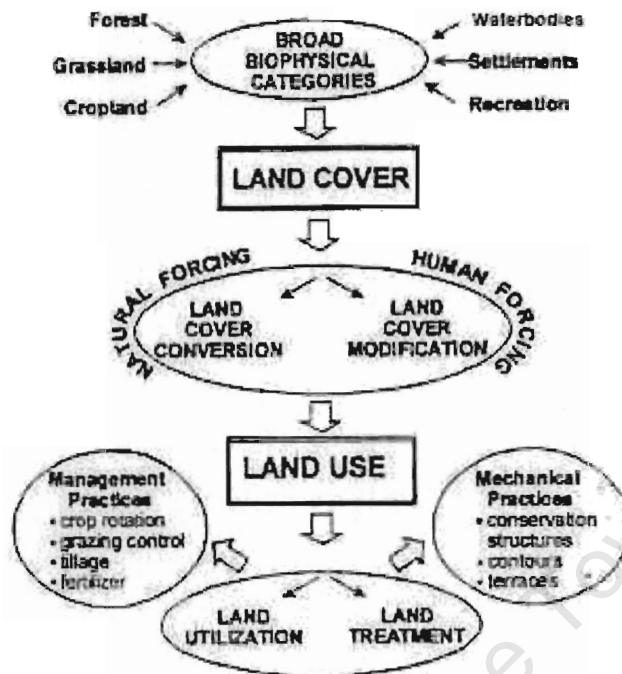 Forest
Grassland
Cropland
BROAD
BIOPHYSICAL
CATEGORIES
Waterbodies
Settlements
Recreation
LAND COVER
NATURAL FORCING
HUMAN FORCING
LAND
COVER
CONVERSION
LAND
COVER
MODIFICATION
LAND USE
Management
Practices
• crop rotation
• grazing control
• tillage
• fertilizer
Mechanical
Practices
• conservation
structures
• contours
• terraces
LAND
UTILIZATION
LAND
TREATMENT